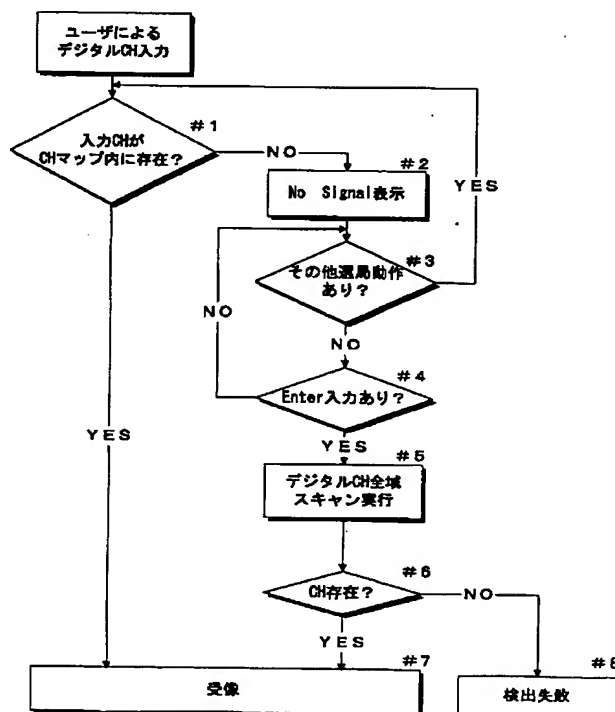 ユーザによる
デジタルCH入力
#1
入力CHが
CHマップ内に存在?
NO
#2
No Signal表示
YES
#3
その他選局動作
あり?
NO
NO
#4
Enter入力あり?
YES
YES
#5
デジタルCH全域
スキャン実行
#6
CH存在?
NO
YES
#7
受像
#8
検出失敗